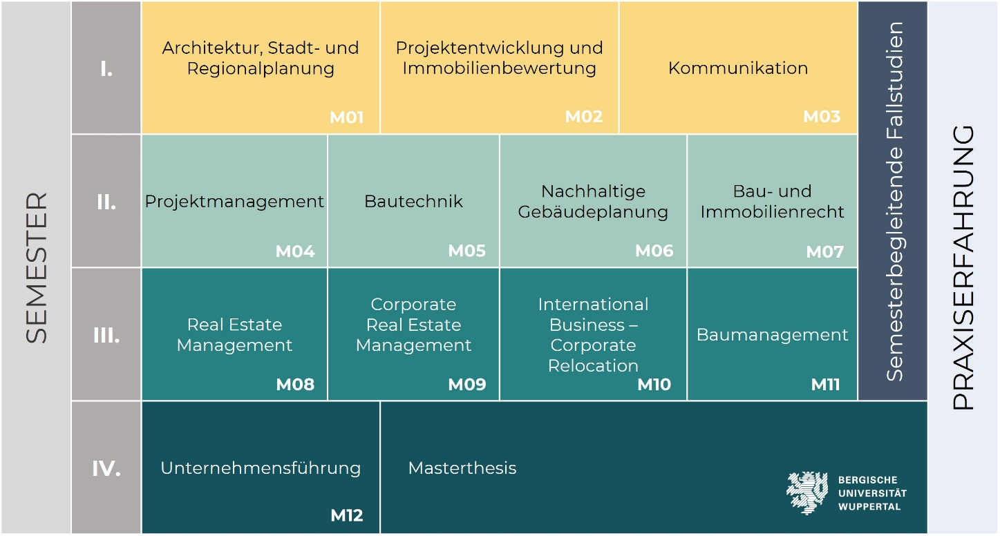 SEMESTER
I.
Architektur, Stadt- und
Regionalplanung
M01
Projektentwicklung und
Immobilienbewertung
M02
Kommunikation
M03
II.
Projektmanagement
M04
Bautechnik
M05
Nachhaltige
Gebäudeplanung
M06
Bau- und
Immobilienrecht
M07
III.
Real Estate
Management
M08
Corporate
Real Estate
Management
M09
International
Business –
Corporate
Relocation
M10
Baumanagement
M11
IV.
Unternehmensführung
M12
Masterthesis
BERGISCHE
UNIVERSITÄT
WUPPERTAL
Semesterbegleitende Fallstudien
PRAXISERFAHRUNG